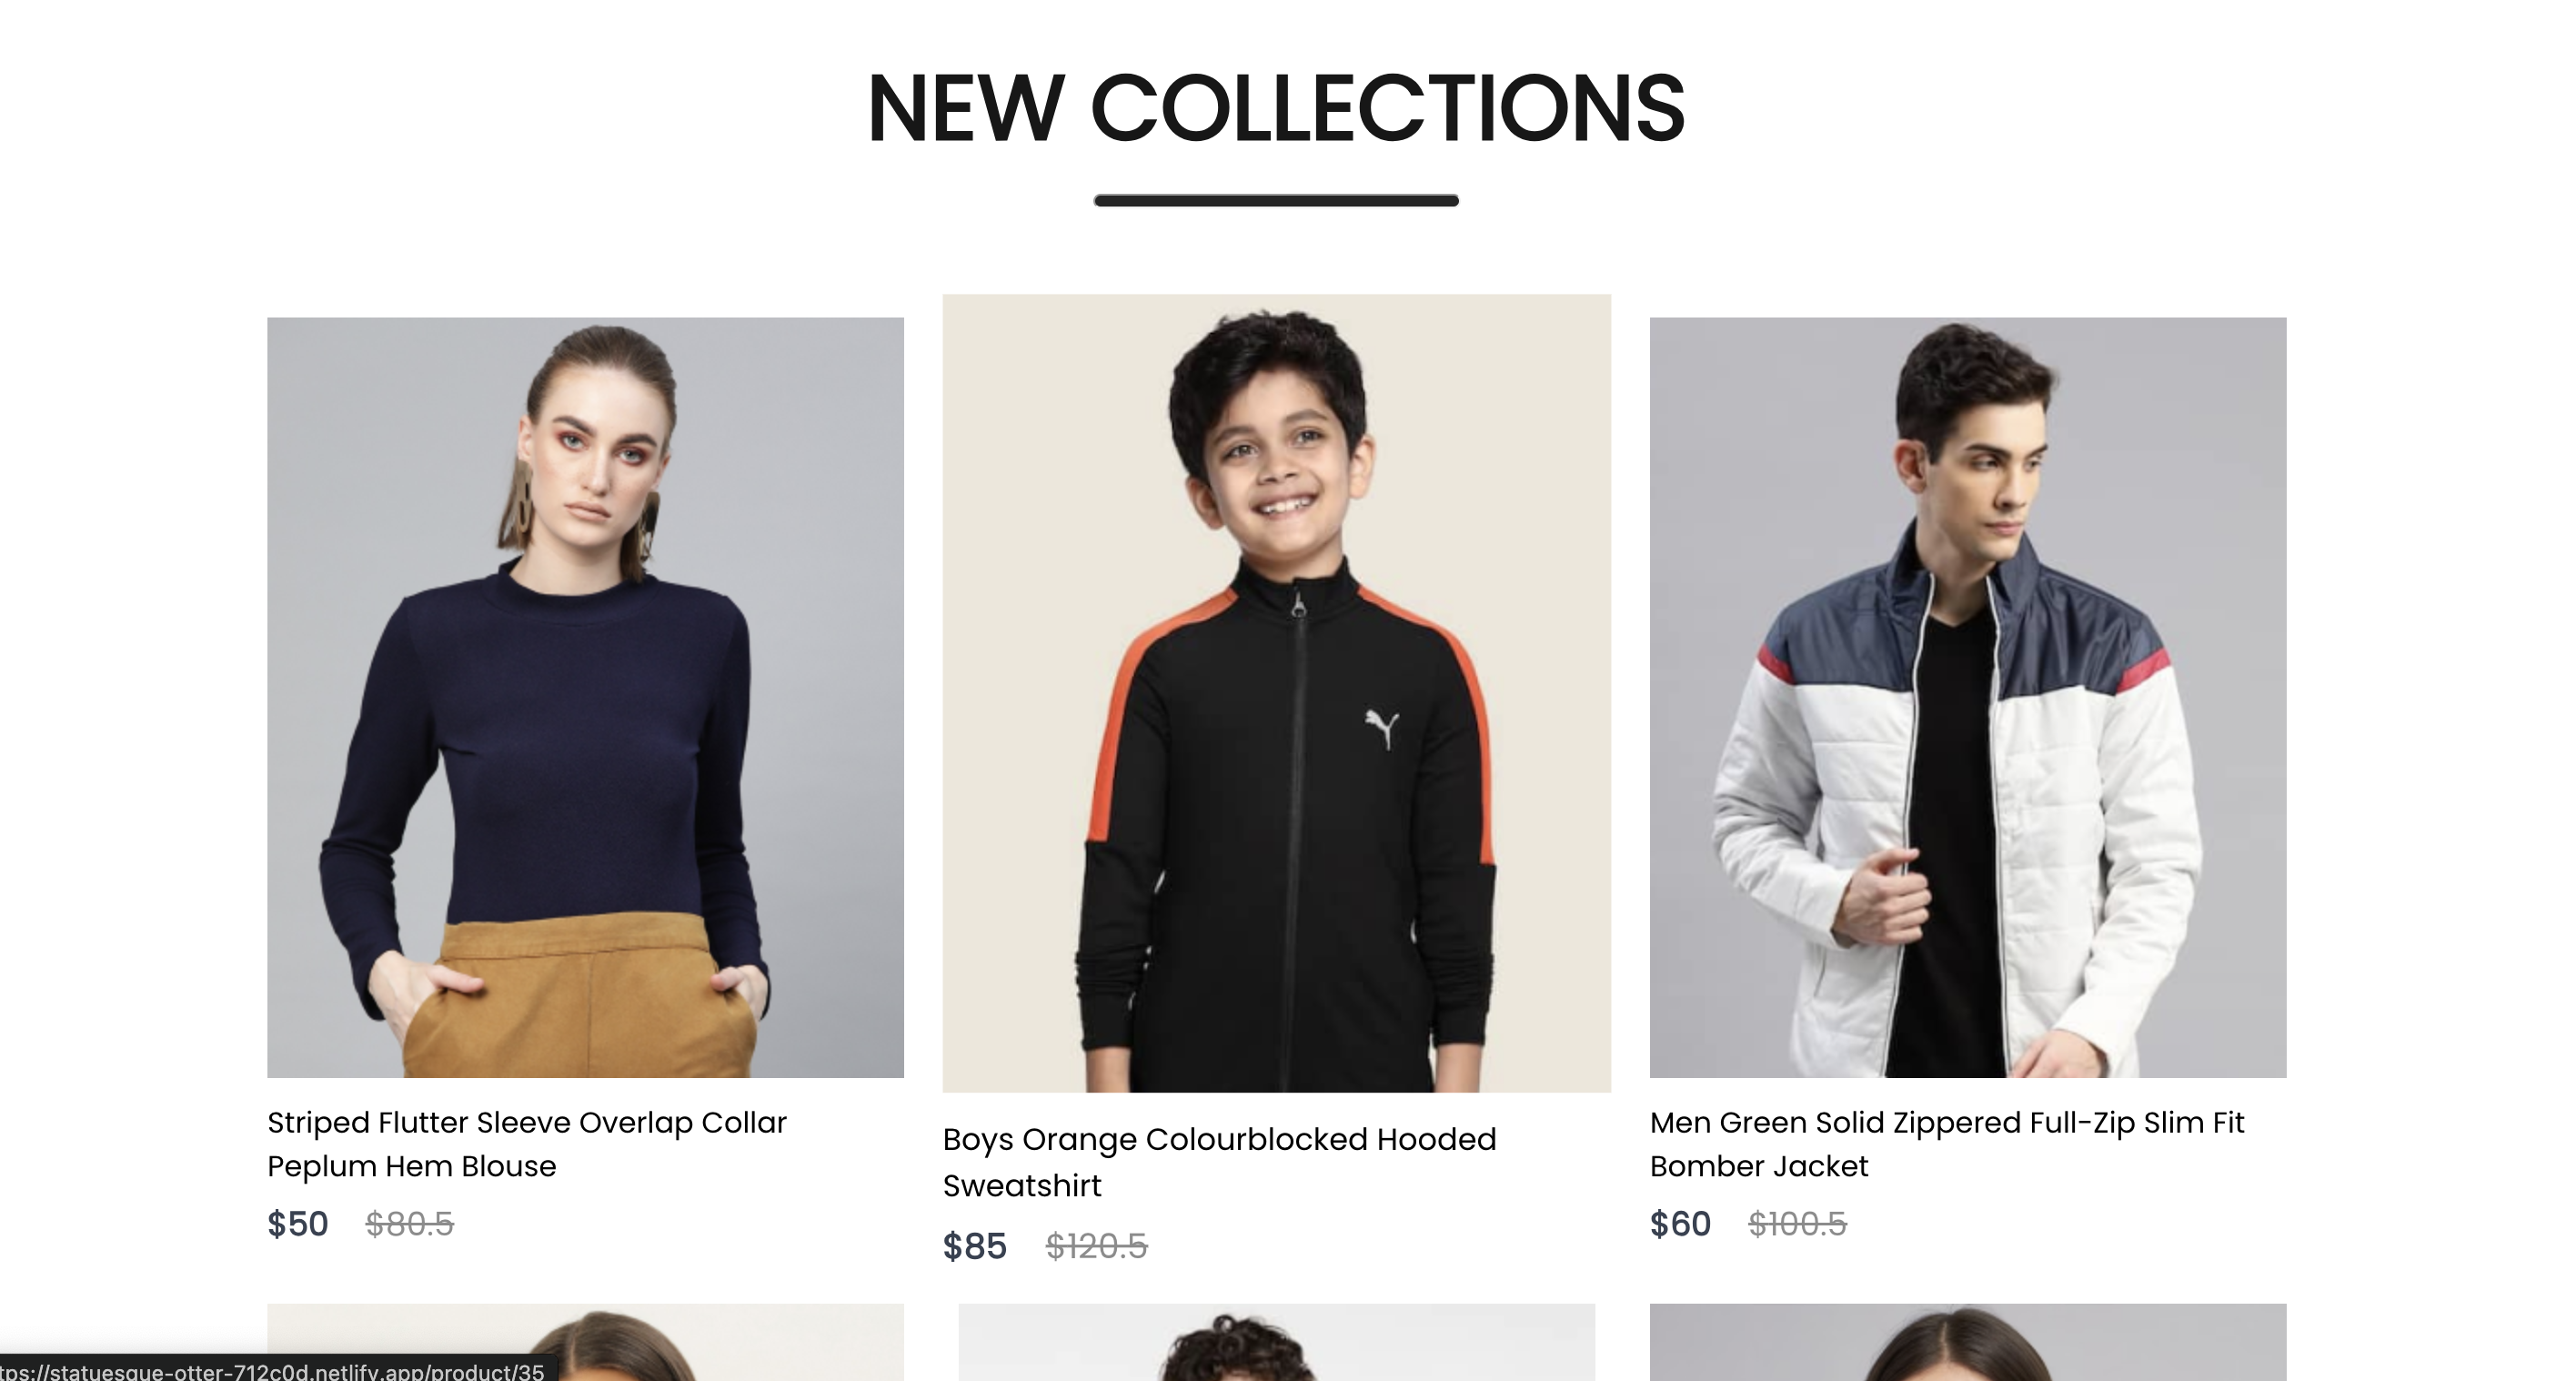 NEW COLLECTIONS
Striped Flutter Sleeve Overlap Collar
Peplum Hem Blouse
$50 $80.5
Boys Orange Colourblocked Hooded
Sweatshirt
$85 $120.5
Men Green Solid Zippered Full-Zip Slim Fit
Bomber Jacket
$60 $100.5
tps://statuesque-otter-712c0d.netlify.app/product/35